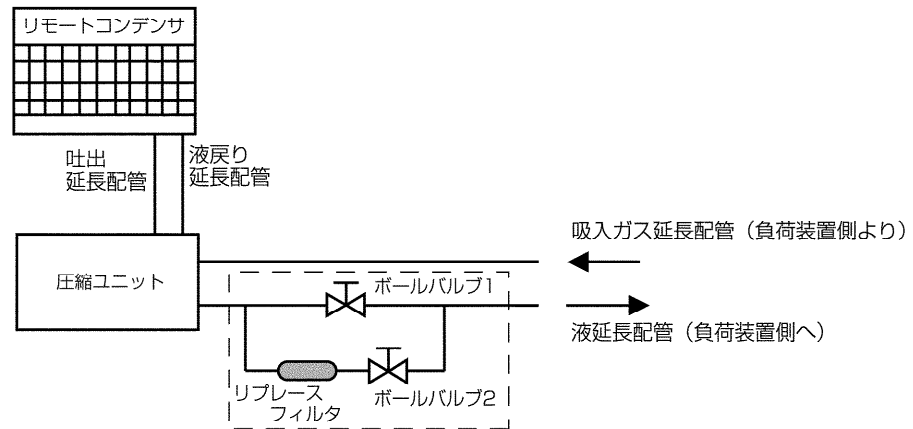 リモートコンデンサ
吐出
延長配管
液戻り
延長配管
吸入ガス延長配管（負荷装置側より）
圧縮ユニット
ボールバルブ1
液延長配管（負荷装置側へ）
リプレース
フィルタ
ボールバルブ2